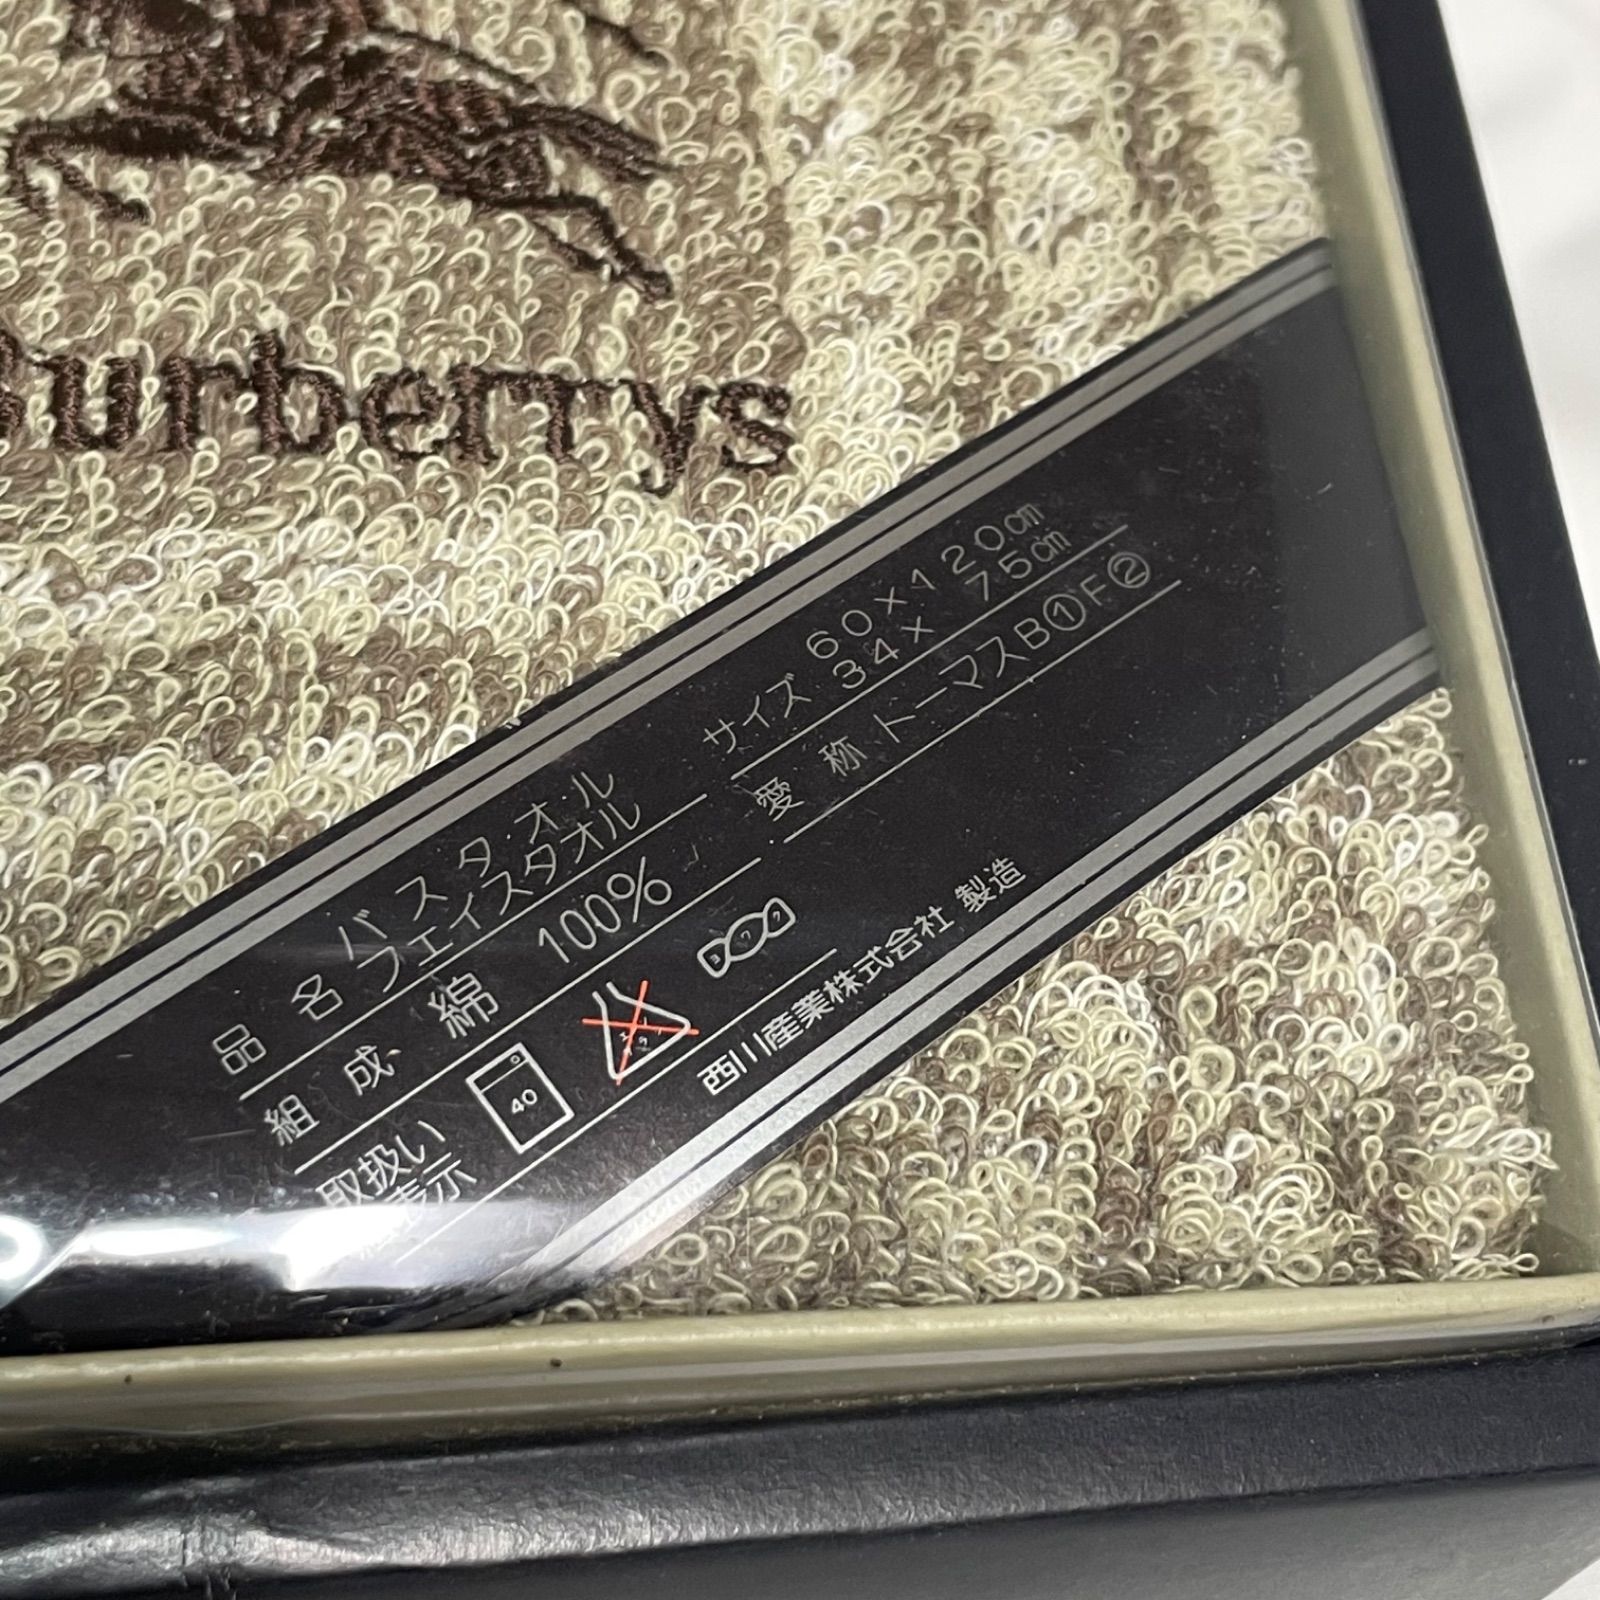 Burberrys
品名 バスタオル
フェイスタオル
組成 綿 100%
取扱い
表示
40
サイズ 60×120cm
34×75cm
愛称 トーマスB①F②
西川産業株式会社 製造